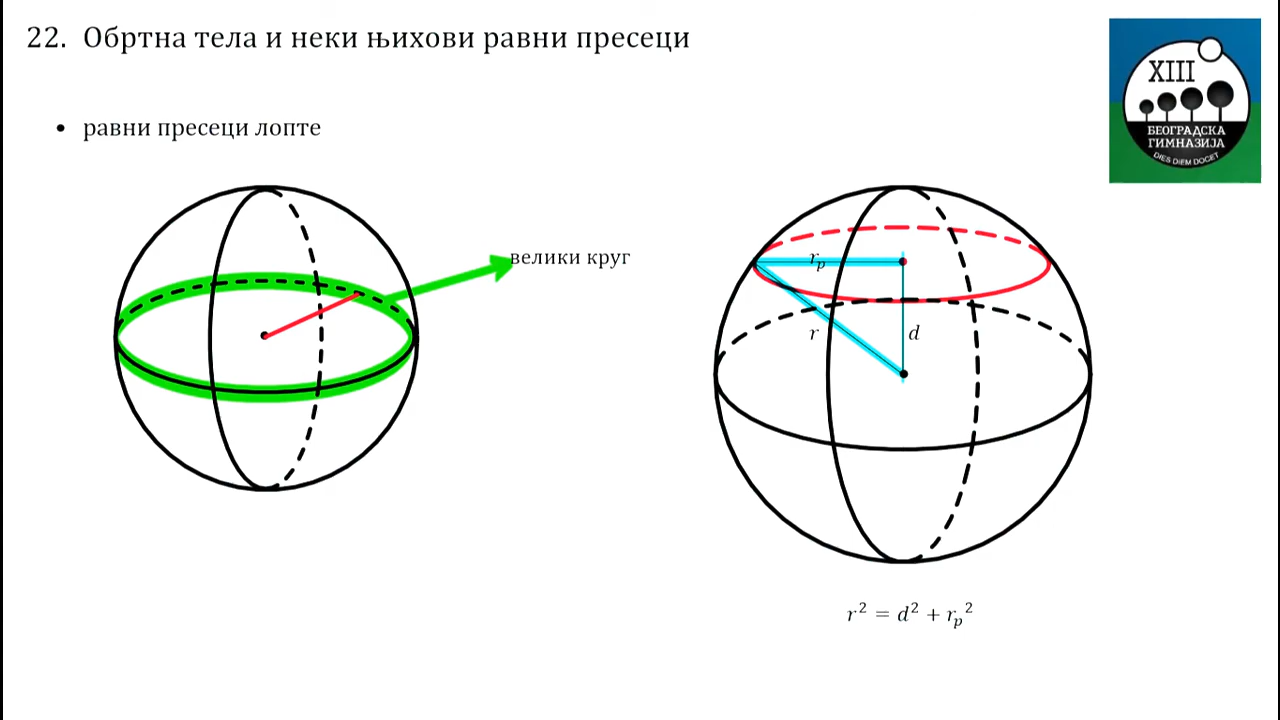 22. Обртна тела и неки њихови равни пресеци
• равни пресеци лопте
XIII
БЕОГРАДСКА
ГИМНАЗИЈА
DIES DIEM DOCET
велики круг
r_p
r
d
r² = d² + r_p²